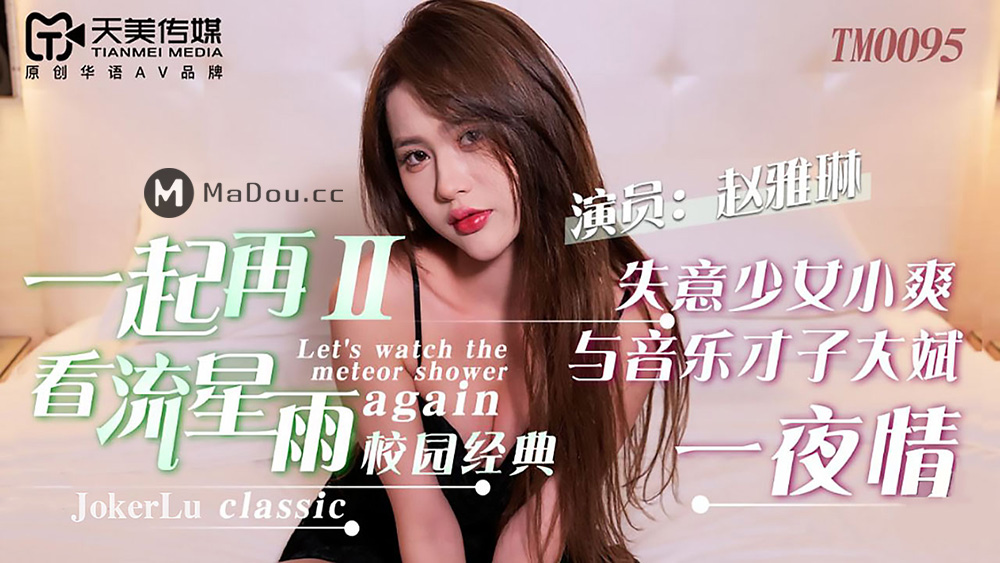 天美传媒
TIANMEI MEDIA
原创华语AV品牌
TM0095
M MaDou.cc
演员：赵雅琳
一起再II
看流星雨
Let's watch the
meteor shower
again
校园经典
JokerLu classic
失意少女小爽
与音乐才子大斌
一夜情